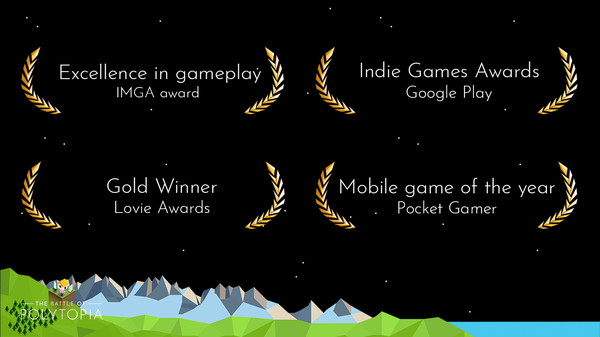 Excellence in gameplay
IMGA award
Indie Games Awards
Google Play
Gold Winner
Lovie Awards
Mobile game of the year
Pocket Gamer
THE BATTLE OF
POLYTOPIA